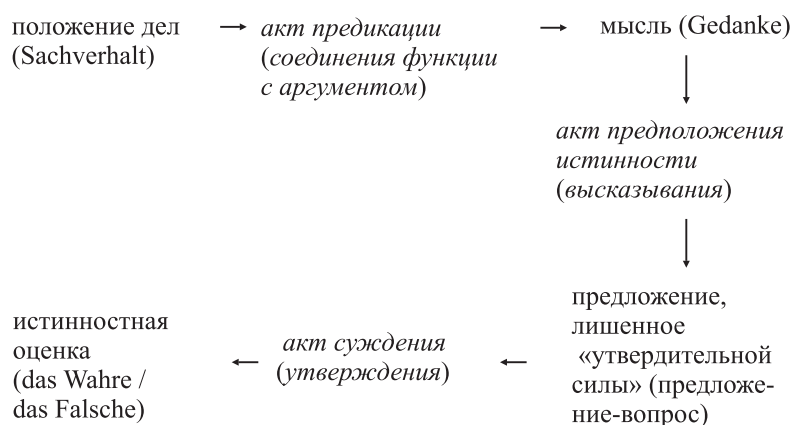 положение дел
(Sachverhalt)
акт предикации
(соединения функции
с аргументом)
мысль (Gedanke)
акт предположения
истинности
(высказывания)
предложение,
лишенное
«утвердительной
силы» (предложе-
ние-вопрос)
акт суждения
(утверждения)
истинностная
оценка
(das Wahre /
das Falsche)